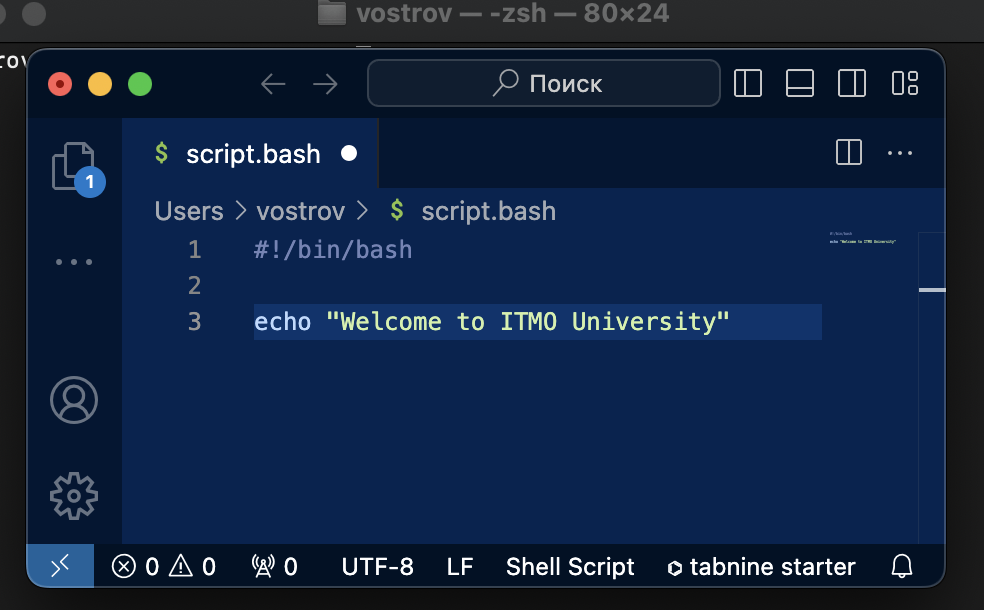 vostrov — -zsh — 80×24
rov
Поиск
$ script.bash
1
Users > vostrov > $ script.bash
1 #!/bin/bash
2
3 echo "Welcome to ITMO University"
#!/bin/bash
echo "Welcome to ITMO University"
0 0 0 UTF-8 LF Shell Script tabnine starter